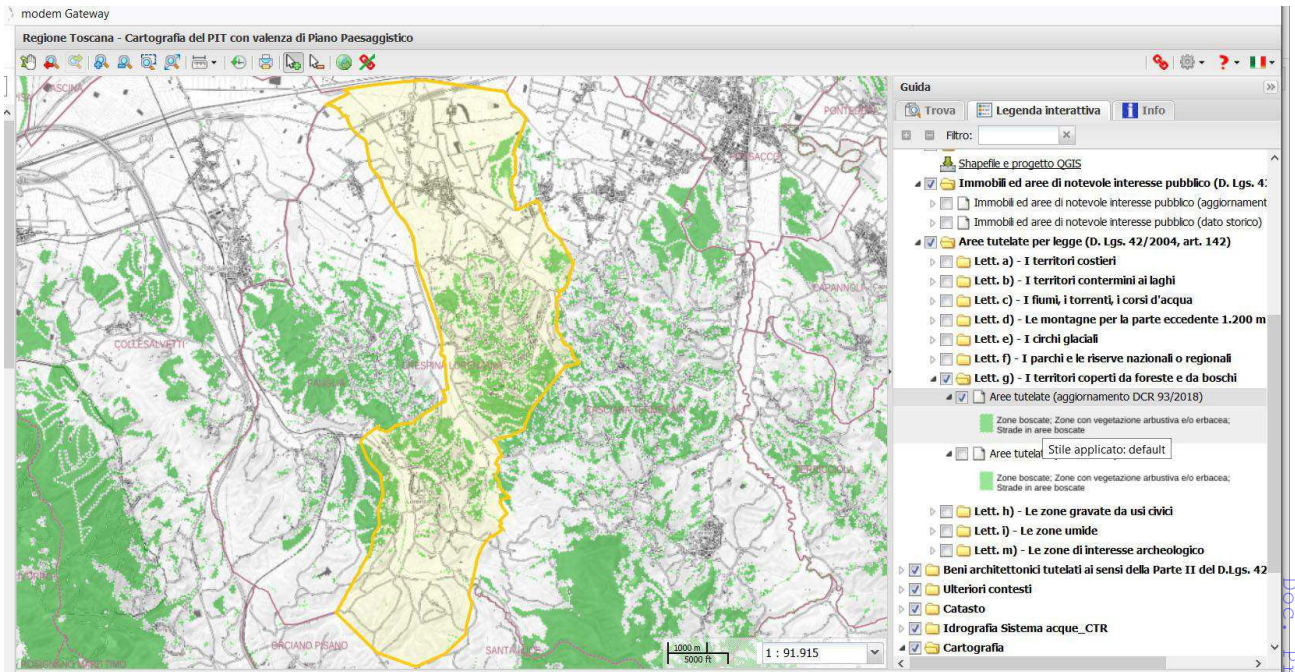 modem Gateway
Regione Toscana - Cartografia del PIT con valenza di Piano Paesaggistico
Guida
Trova
Legenda interattiva
Info
Filtro:
Shapefile e progetto QGIS
Immobili ed aree di notevole interesse pubblico (D. Lgs. 4
Immobili ed aree di notevole interesse pubblico (aggiornament
Immobili ed aree di notevole interesse pubblico (dato storico)
Aree tutelate per legge (D. Lgs. 42/2004, art. 142)
Lett. a) - I territori costieri
Lett. b) - I territori contermini ai laghi
Lett. c) - I fiumi, i torrenti, i corsi d'acqua
Lett. d) - Le montagne per la parte eccedente 1.200 m
Lett. e) - I circhi glaciali
Lett. f) - I parchi e le riserve nazionali o regionali
Lett. g) - I territori coperti da foreste e da boschi
Aree tutelate (aggiornamento DCR 93/2018)
Zone boscate; Zone con vegetazione arbustiva e/o erbacea;
Strade in aree boscate
Aree tutelat
Stile applicato: default
Zone boscate; Zone con vegetazione arbustiva e/o erbacea;
Strade in aree boscate
Lett. h) - Le zone gravate da usi civici
Lett. i) - Le zone umide
Lett. m) - Le zone di interesse archeologico
Beni architettonici tutelati ai sensi della Parte II del D.Lgs. 42
Ulteriori contesti
Catasto
Idrografia Sistema acque_CTR
Cartografia
CASCINA
COLLESALVETTI
CAPANNOLI
ORCIANO PISANO
1000 m
5000 ft
1 : 91.915